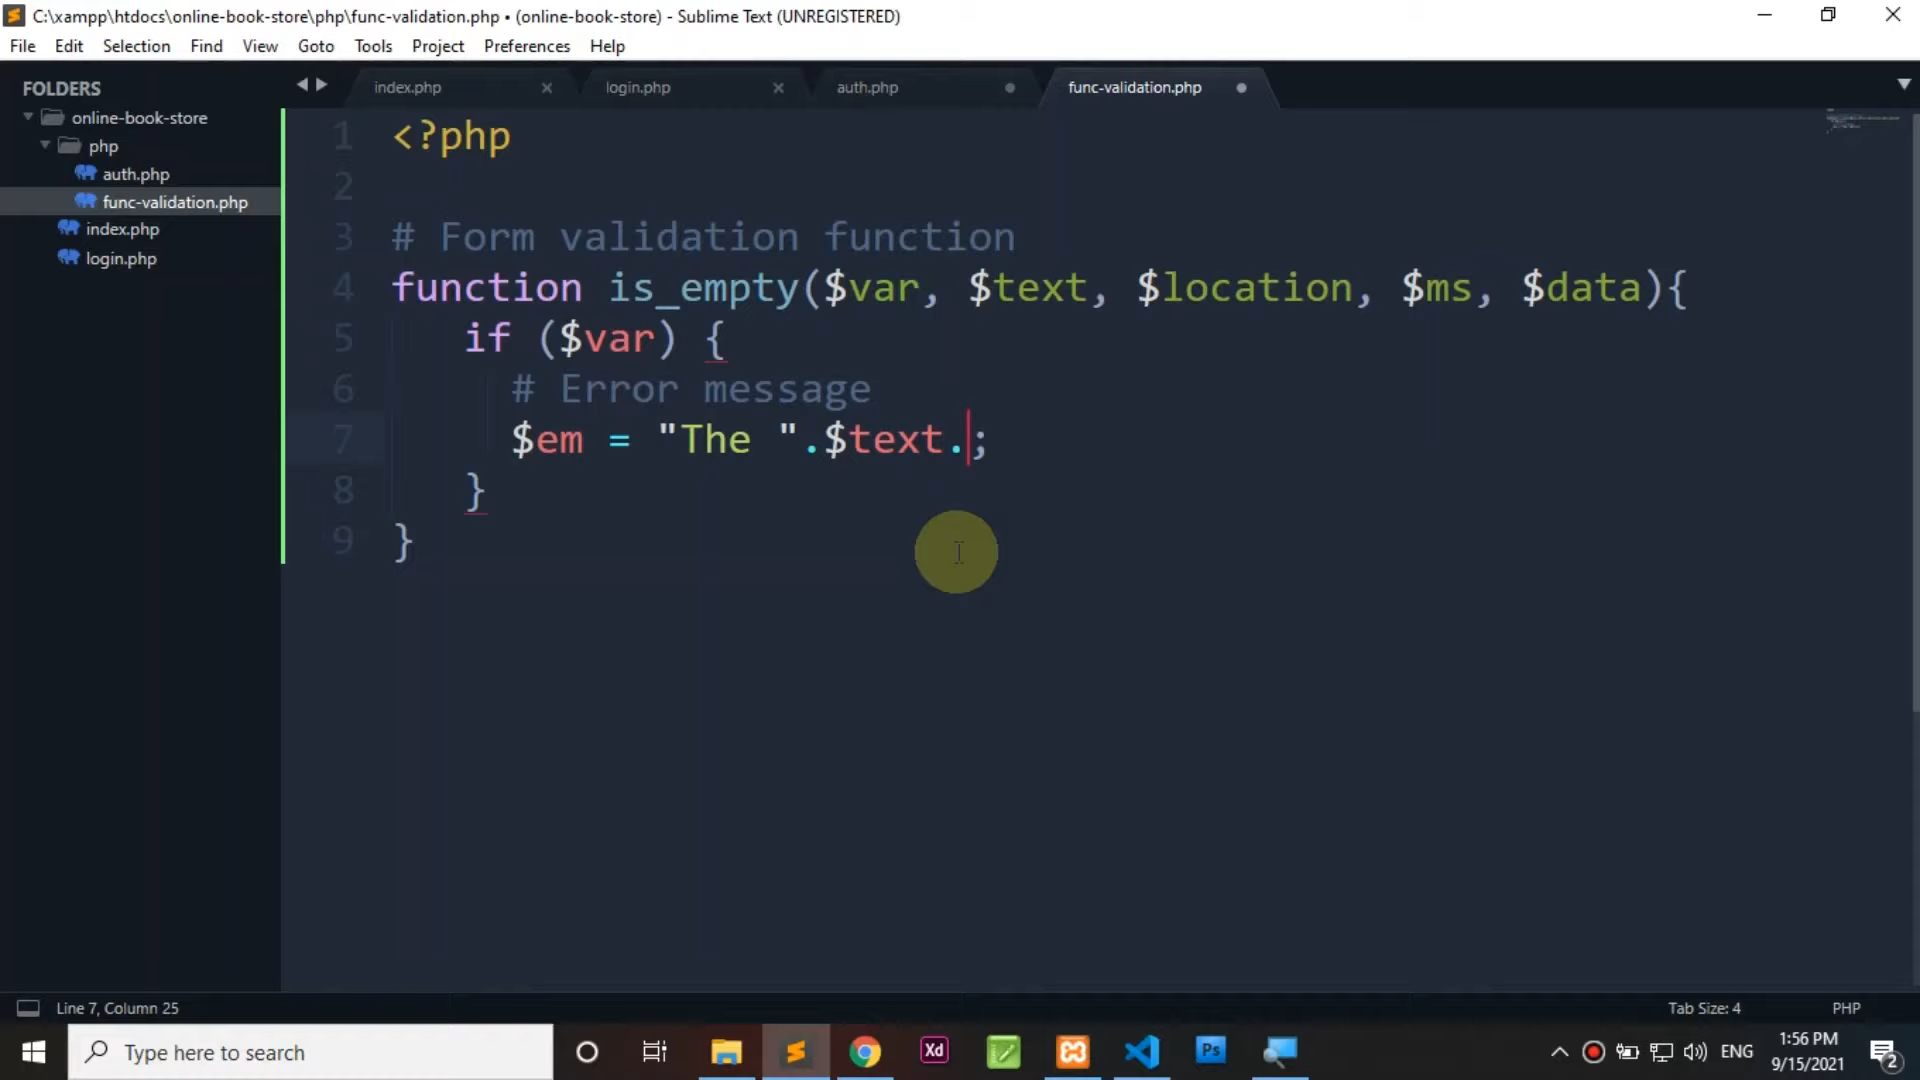 C:\xampp\htdocs\online-book-store\php\func-validation.php • (online-book-store) - Sublime Text (UNREGISTERED)
File Edit Selection Find View Goto Tools Project Preferences Help
FOLDERS
online-book-store
php
auth.php
func-validation.php
index.php
login.php
index.php login.php auth.php func-validation.php
1 <?php
2
3 # Form validation function
4 function is_empty($var, $text, $location, $ms, $data){
5 if ($var) {
6 # Error message
7 $em = "The ".$text.;
8 }
9 }
Line 7, Column 25 Tab Size: 4 PHP
Type here to search Xd Ps ENG 1:56 PM 9/15/2021 2